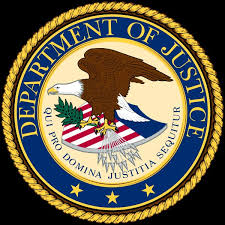 DEPARTMENT OF JUSTICE
QUI PRO DOMINA JUSTITIA SEQUITUR